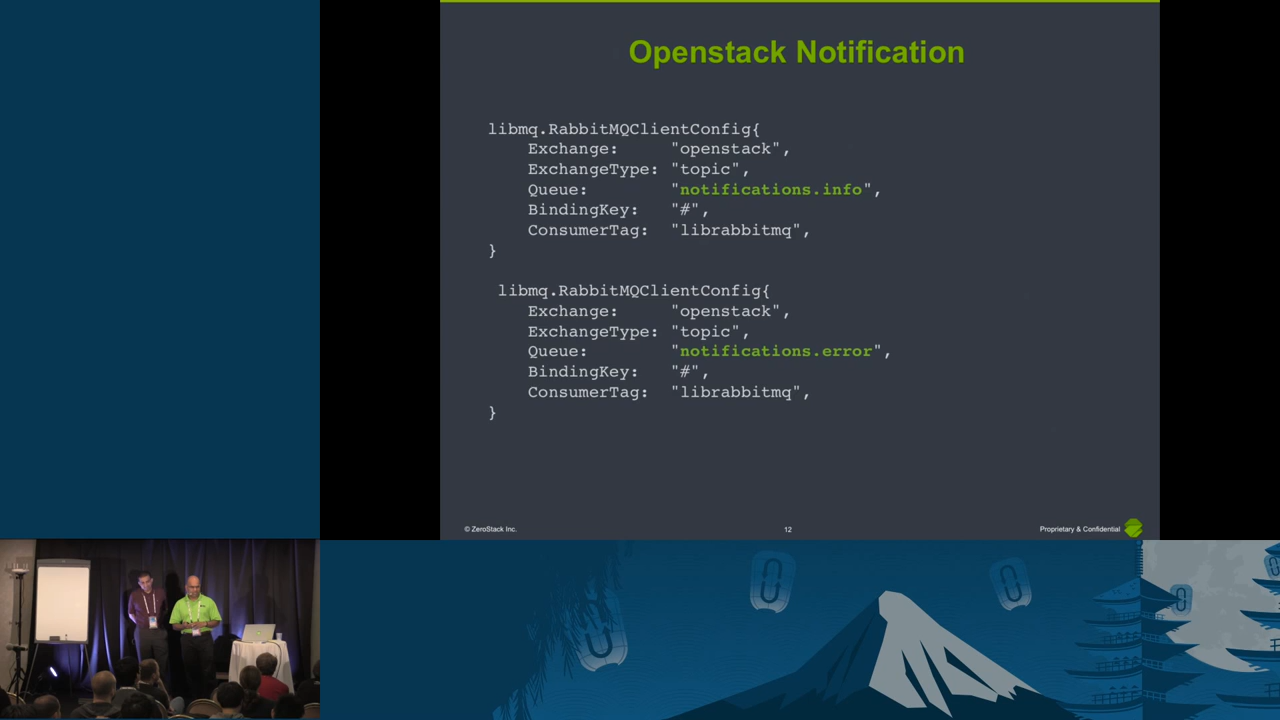 Openstack Notification
libmq.RabbitMQClientConfig{
Exchange: "openstack",
ExchangeType: "topic",
Queue: "notifications.info",
BindingKey: "#",
ConsumerTag: "librabbitmq",
}
libmq.RabbitMQClientConfig{
Exchange: "openstack",
ExchangeType: "topic",
Queue: "notifications.error",
BindingKey: "#",
ConsumerTag: "librabbitmq",
}
© ZeroStack Inc.
12
Proprietary & Confidential